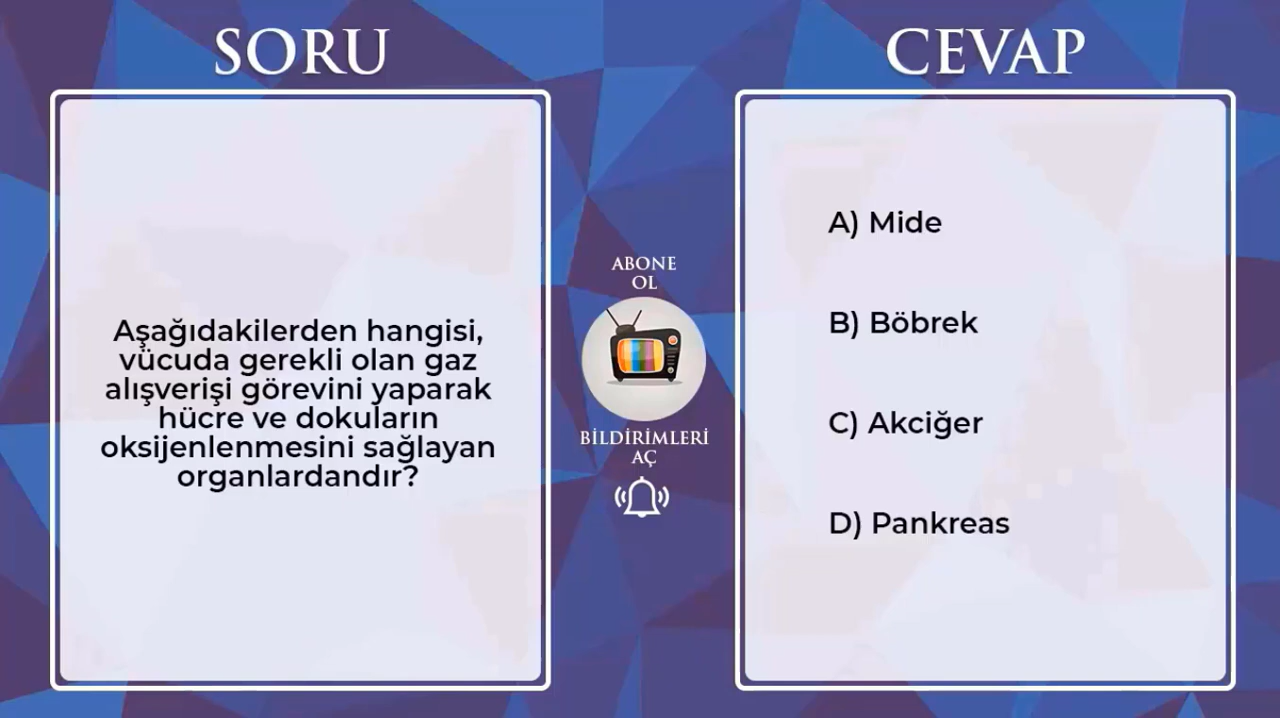 SORU
Aşağıdakilerden hangisi,
vücuda gerekli olan gaz
alışverişi görevini yaparak
hücre ve dokuların
oksijenlenmesini sağlayan
organlardandır?
ABONE
OL
BİLDİRİMLERİ
AÇ
CEVAP
A) Mide
B) Böbrek
C) Akciğer
D) Pankreas